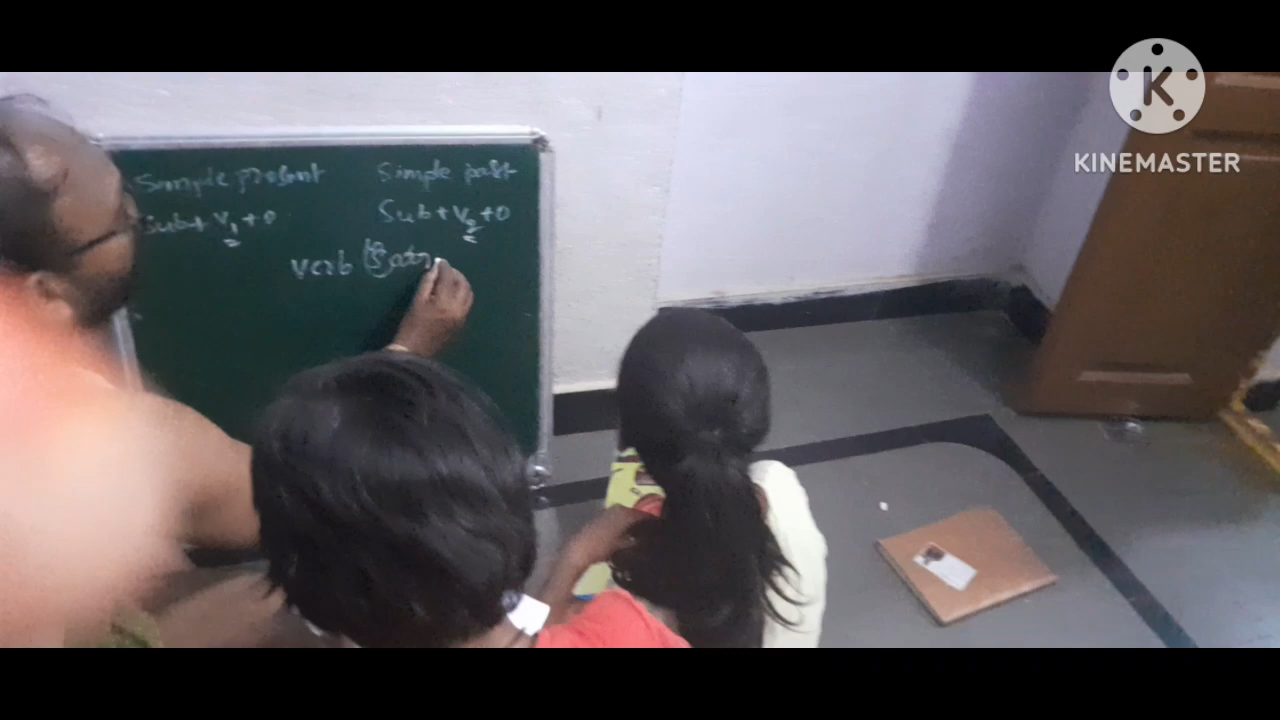 Simple present Simple past
Sub + V1 + O Sub + V2 + O
verb
KINEMASTER